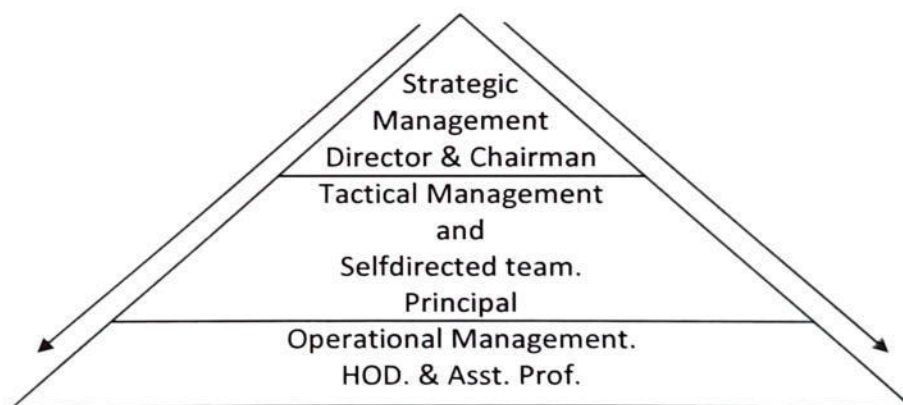 Strategic
Management
Director & Chairman
Tactical Management
and
Selfdirected team.
Principal
Operational Management.
HOD. & Asst. Prof.